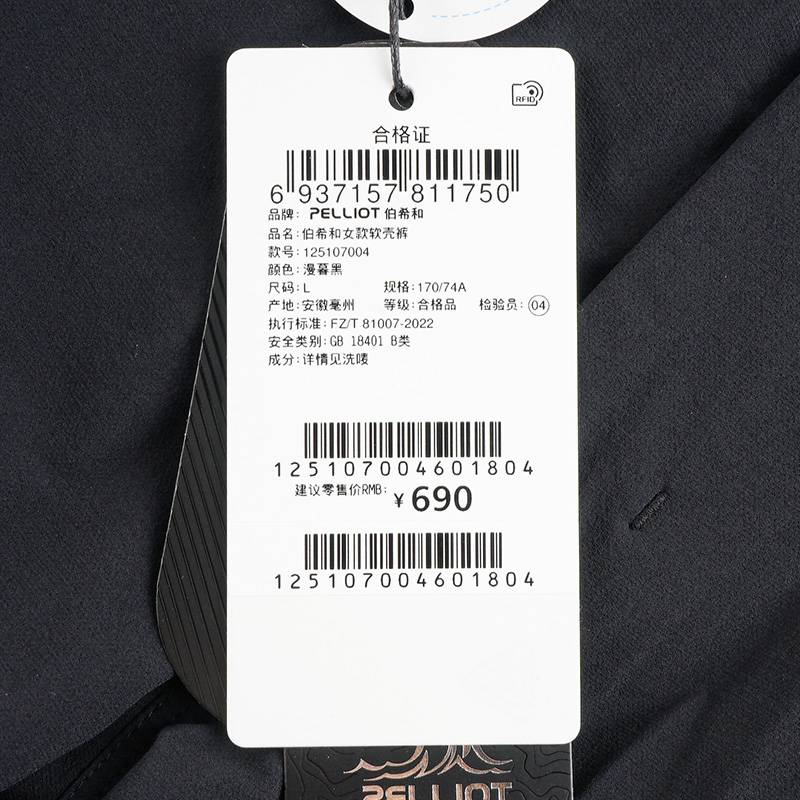 RFID
合格证
6 937157 811750
品牌: PELLIOT 伯希和
品名:伯希和女款软壳裤
款号:125107004
颜色:漫暮黑
尺码:L 规格:170/74A
产地:安徽亳州 等级:合格品 检验员:04
执行标准:FZ/T 81007-2022
安全类别:GB 18401 B类
成分:详情见洗唛
125107004601804
建议零售价RMB: ¥690
125107004601804
PELLIOT